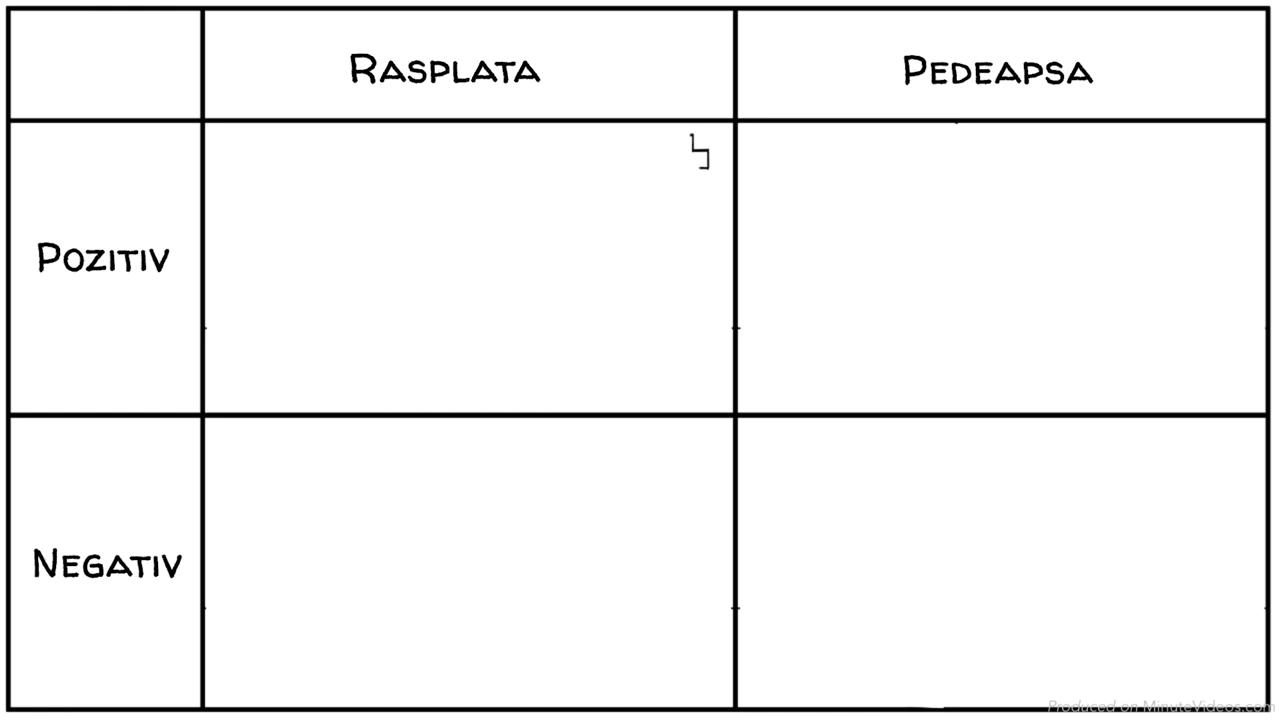 Rasplata
Pedeapsa
Pozitiv
Negativ
Produced on MinuteVideos.com